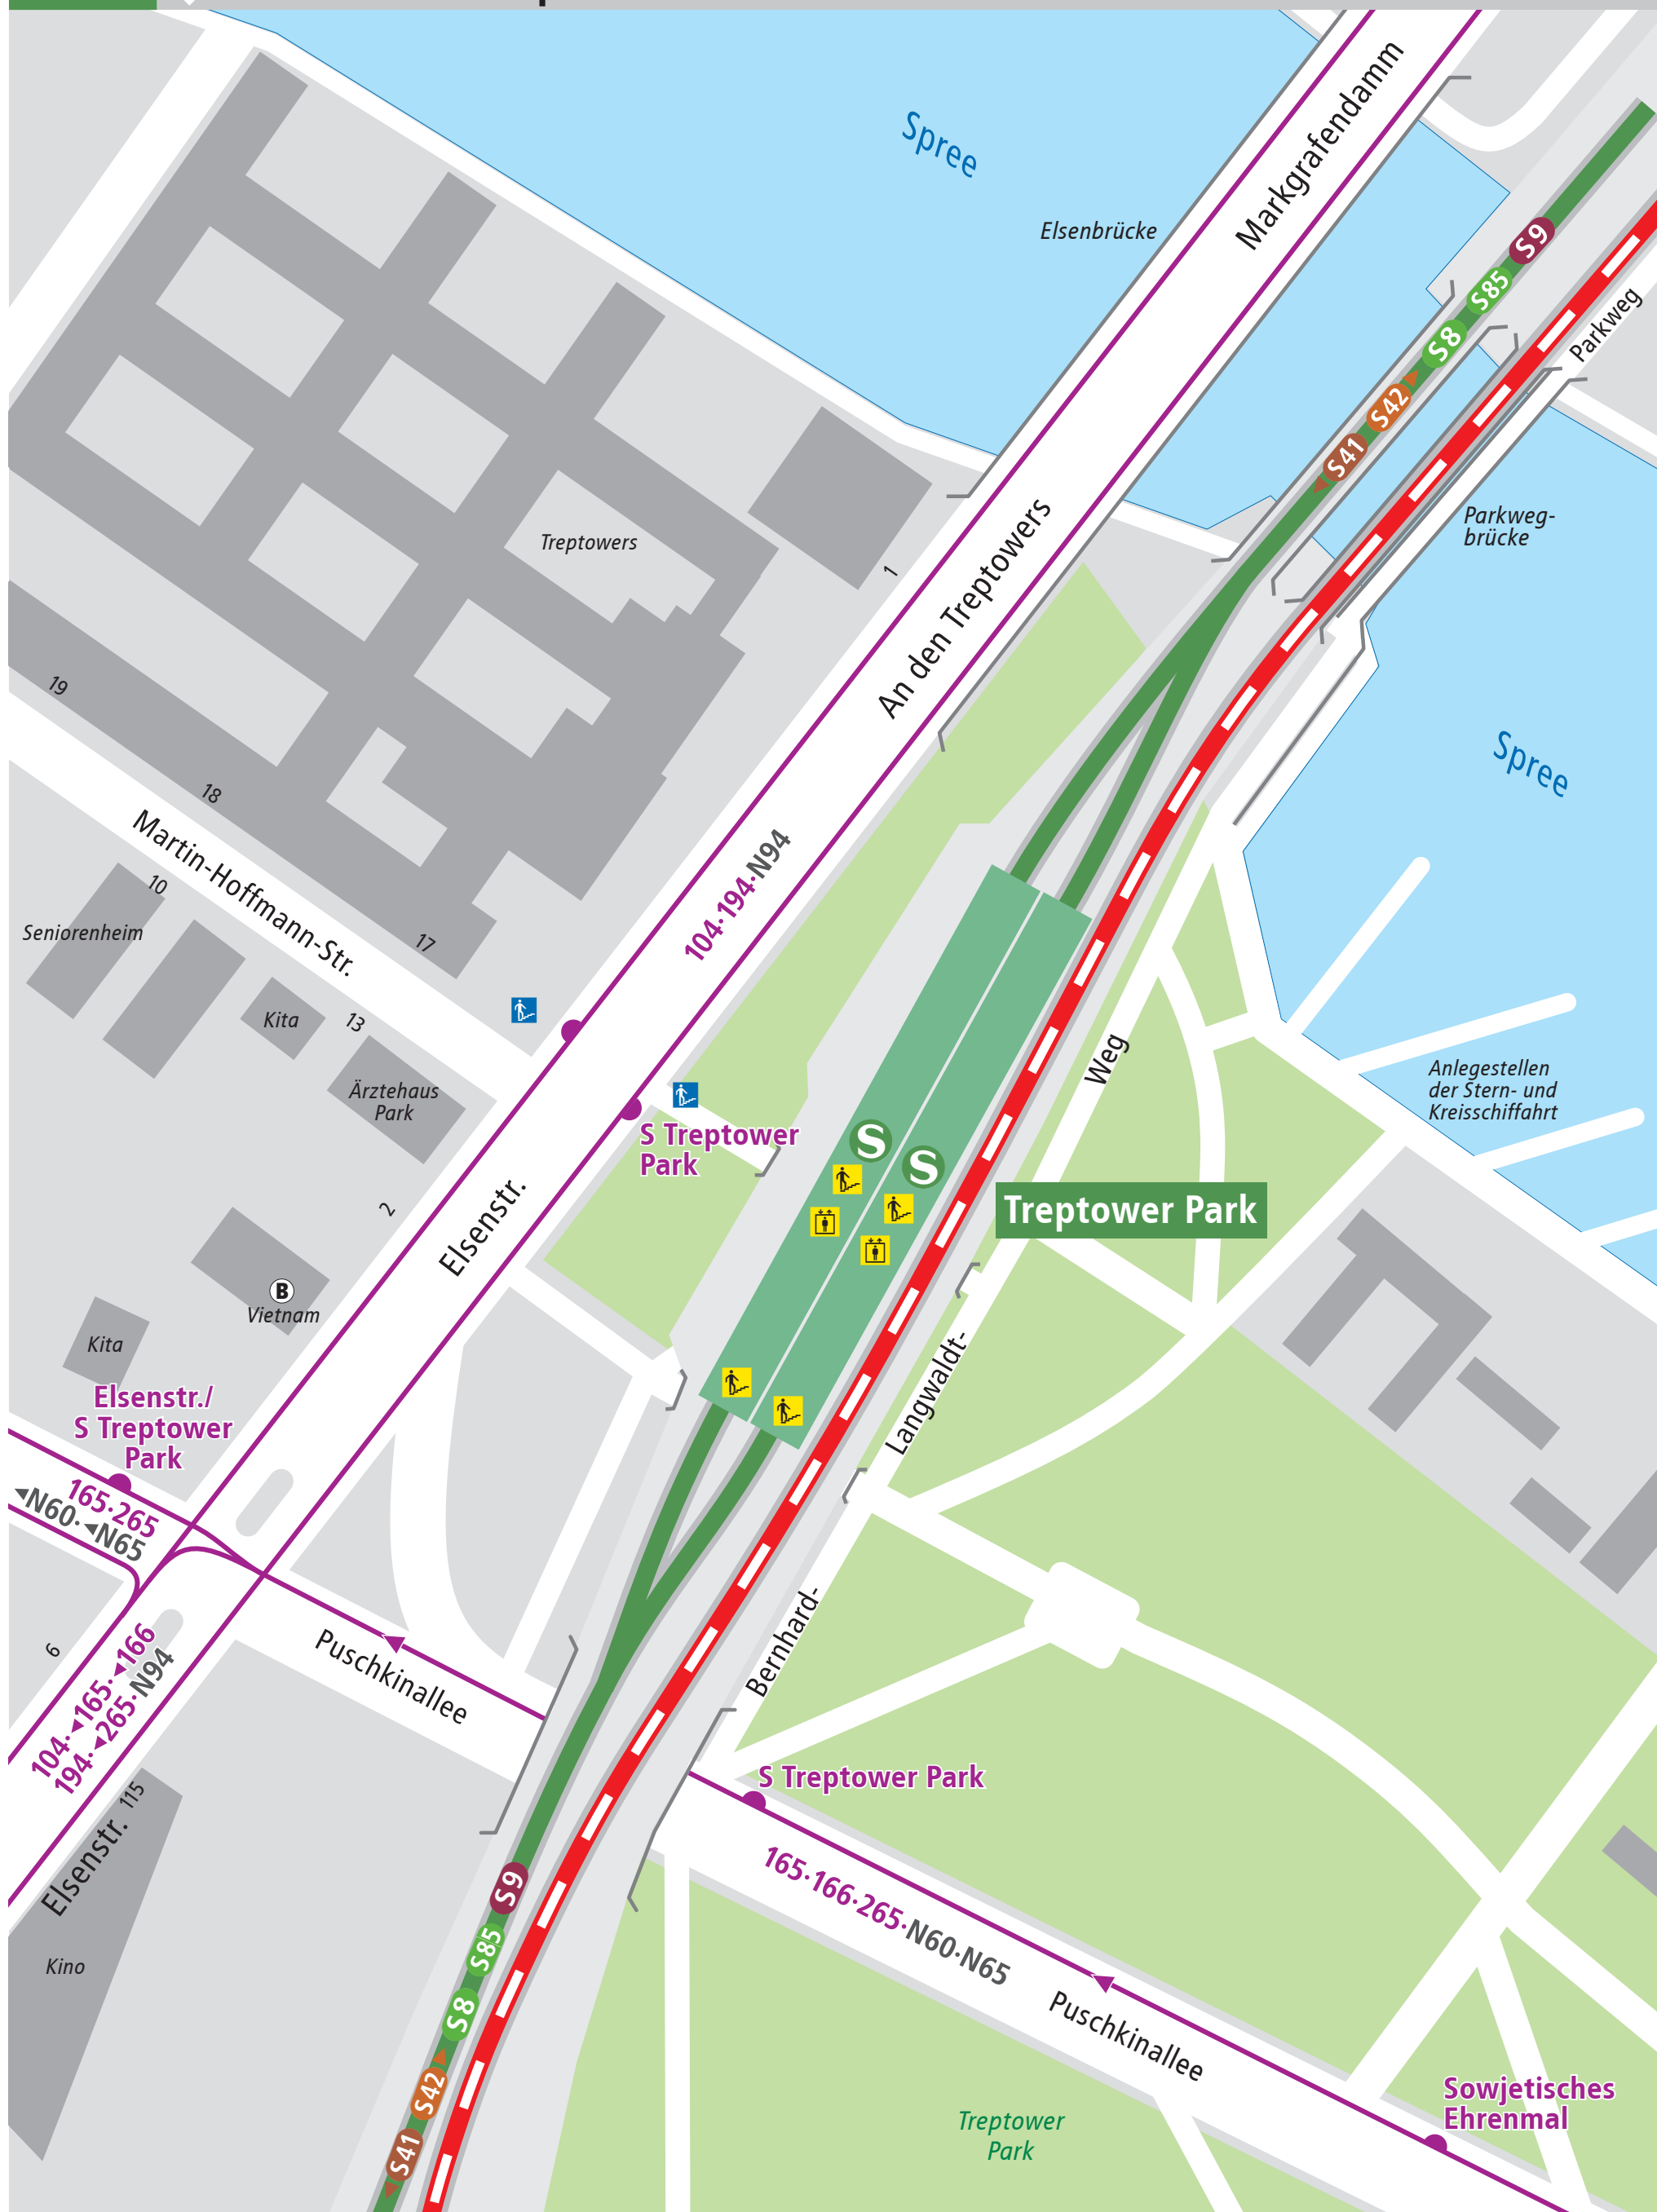 Spree
Markgrafendamm
Elsenbrücke
S9
S85
S8
S42
S41
Parkweg
Parkweg-
brücke
Treptowers
1
An den Treptowers
19
18
17
Martin-Hoffmann-Str.
10
Seniorenheim
Kita
13
Ärztehaus
Park
104·194·N94
Spree
Anlegestellen
der Stern- und
Kreisschiffahrt
Weg
S Treptower
Park
S
S
Treptower Park
2
Elsenstr.
B
Vietnam
Kita
Langwaldt-
Elsenstr./
S Treptower
Park
165·265
◄N60·◄N65
Bernhard-
6
104·◄165·◄166
194·◄265·N94
Puschkinallee
Elsenstr. 115
Kino
S Treptower Park
165·166·265·N60·N65
Puschkinallee
S9
S85
S8
S42
S41
Treptower
Park
Sowjetisches
Ehrenmal